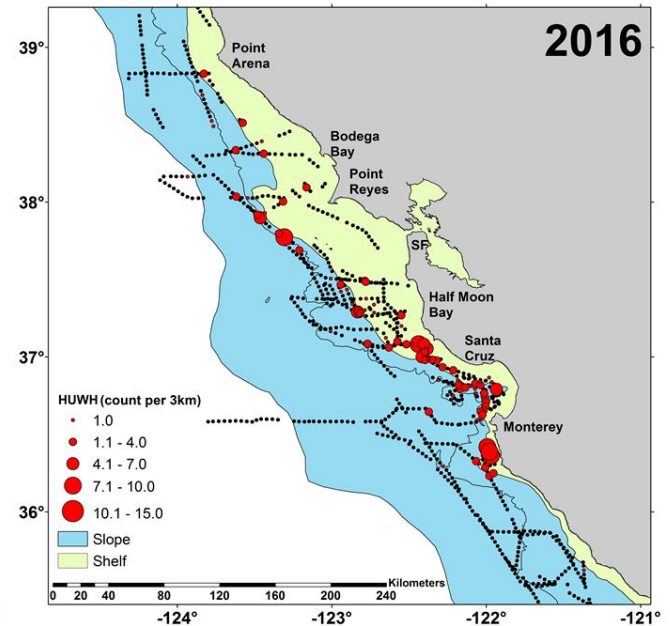 2016
39°
Point
Arena
Bodega
Bay
38°
Point
Reyes
SF
Half Moon
Bay
37°
Santa
Cruz
Monterey
36°
HUWH (count per 3km)
1.0
1.1 - 4.0
4.1 - 7.0
7.1 - 10.0
10.1 - 15.0
Slope
Shelf
Kilometers
0 20 40 80 120 160 200 240
-124° -123° -122° -121°